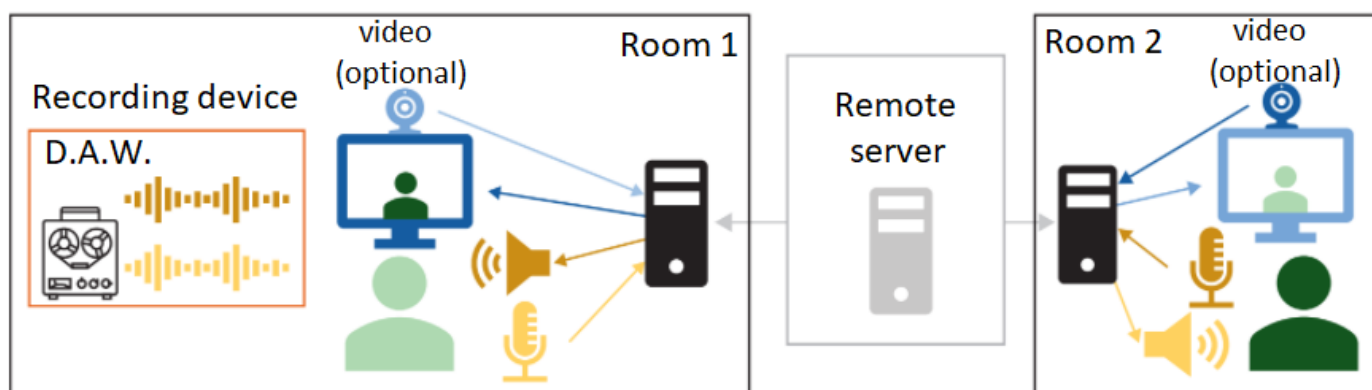 Recording device
D.A.W.
video
(optional)
Room 1
Remote
server
Room 2
video
(optional)